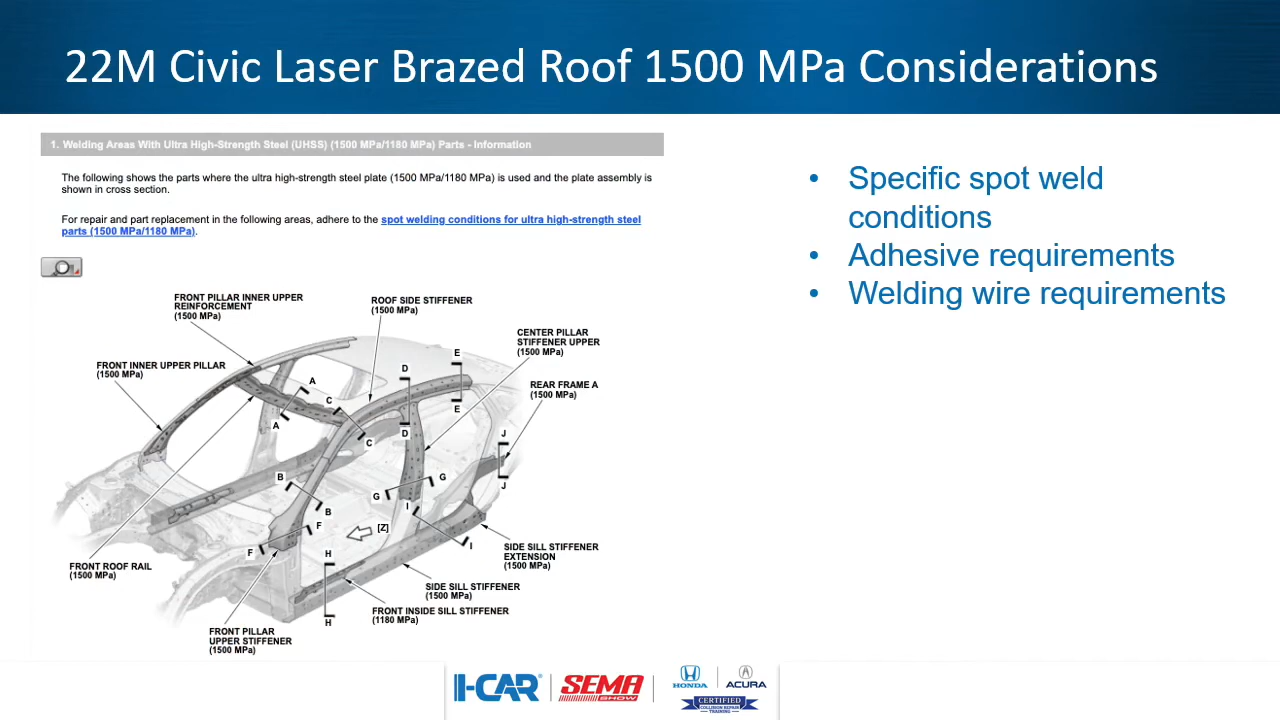 22M Civic Laser Brazed Roof 1500 MPa Considerations
1. Welding Areas With Ultra High-Strength Steel (UHSS) (1500 MPa/1180 MPa) Parts - Information
The following shows the parts where the ultra high-strength steel plate (1500 MPa/1180 MPa) is used and the plate assembly is
shown in cross section.
For repair and part replacement in the following areas, adhere to the spot welding conditions for ultra high-strength steel
parts (1500 MPa/1180 MPa).
FRONT PILLAR INNER UPPER
REINFORCEMENT
(1500 MPa)
ROOF SIDE STIFFENER
(1500 MPa)
CENTER PILLAR
STIFFENER UPPER
(1500 MPa)
FRONT INNER UPPER PILLAR
(1500 MPa)
REAR FRAME A
(1500 MPa)
E
D
A
C
E
A
D
C
J
B
G
G
J
B
I
F
[Z]
F
H
I
SIDE SILL STIFFENER
EXTENSION
(1500 MPa)
FRONT ROOF RAIL
(1500 MPa)
SIDE SILL STIFFENER
(1500 MPa)
FRONT INSIDE SILL STIFFENER
(1180 MPa)
H
FRONT PILLAR
UPPER STIFFENER
(1500 MPa)
• Specific spot weld
conditions
• Adhesive requirements
• Welding wire requirements
I-CAR
SEMA
SHOW
HONDA
ACURA
CERTIFIED
COLLISION REPAIR
TRAINING